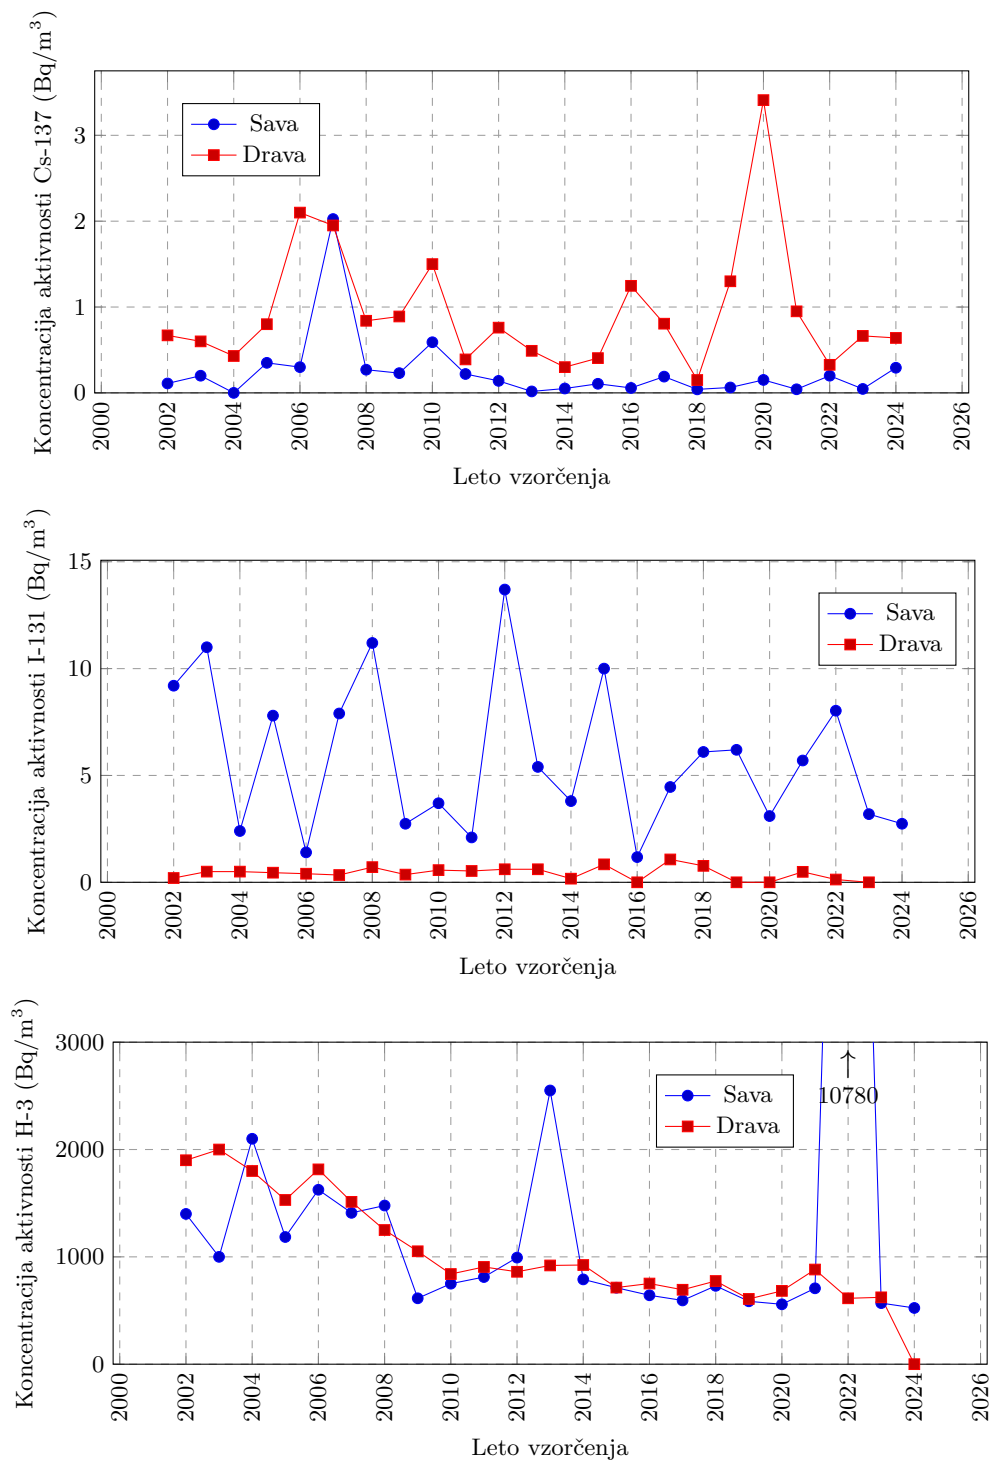 Koncentracija aktivnosti Cs-137 (Bq/m³)
3
2
1
0
Sava
Drava
2000 2002 2004 2006 2008 2010 2012 2014 2016 2018 2020 2022 2024 2026
Leto vzorčenja
Koncentracija aktivnosti I-131 (Bq/m³)
15
10
5
0
Sava
Drava
2000 2002 2004 2006 2008 2010 2012 2014 2016 2018 2020 2022 2024 2026
Leto vzorčenja
Koncentracija aktivnosti H-3 (Bq/m³)
3000
2000
1000
0
Sava
Drava
10780
2000 2002 2004 2006 2008 2010 2012 2014 2016 2018 2020 2022 2024 2026
Leto vzorčenja